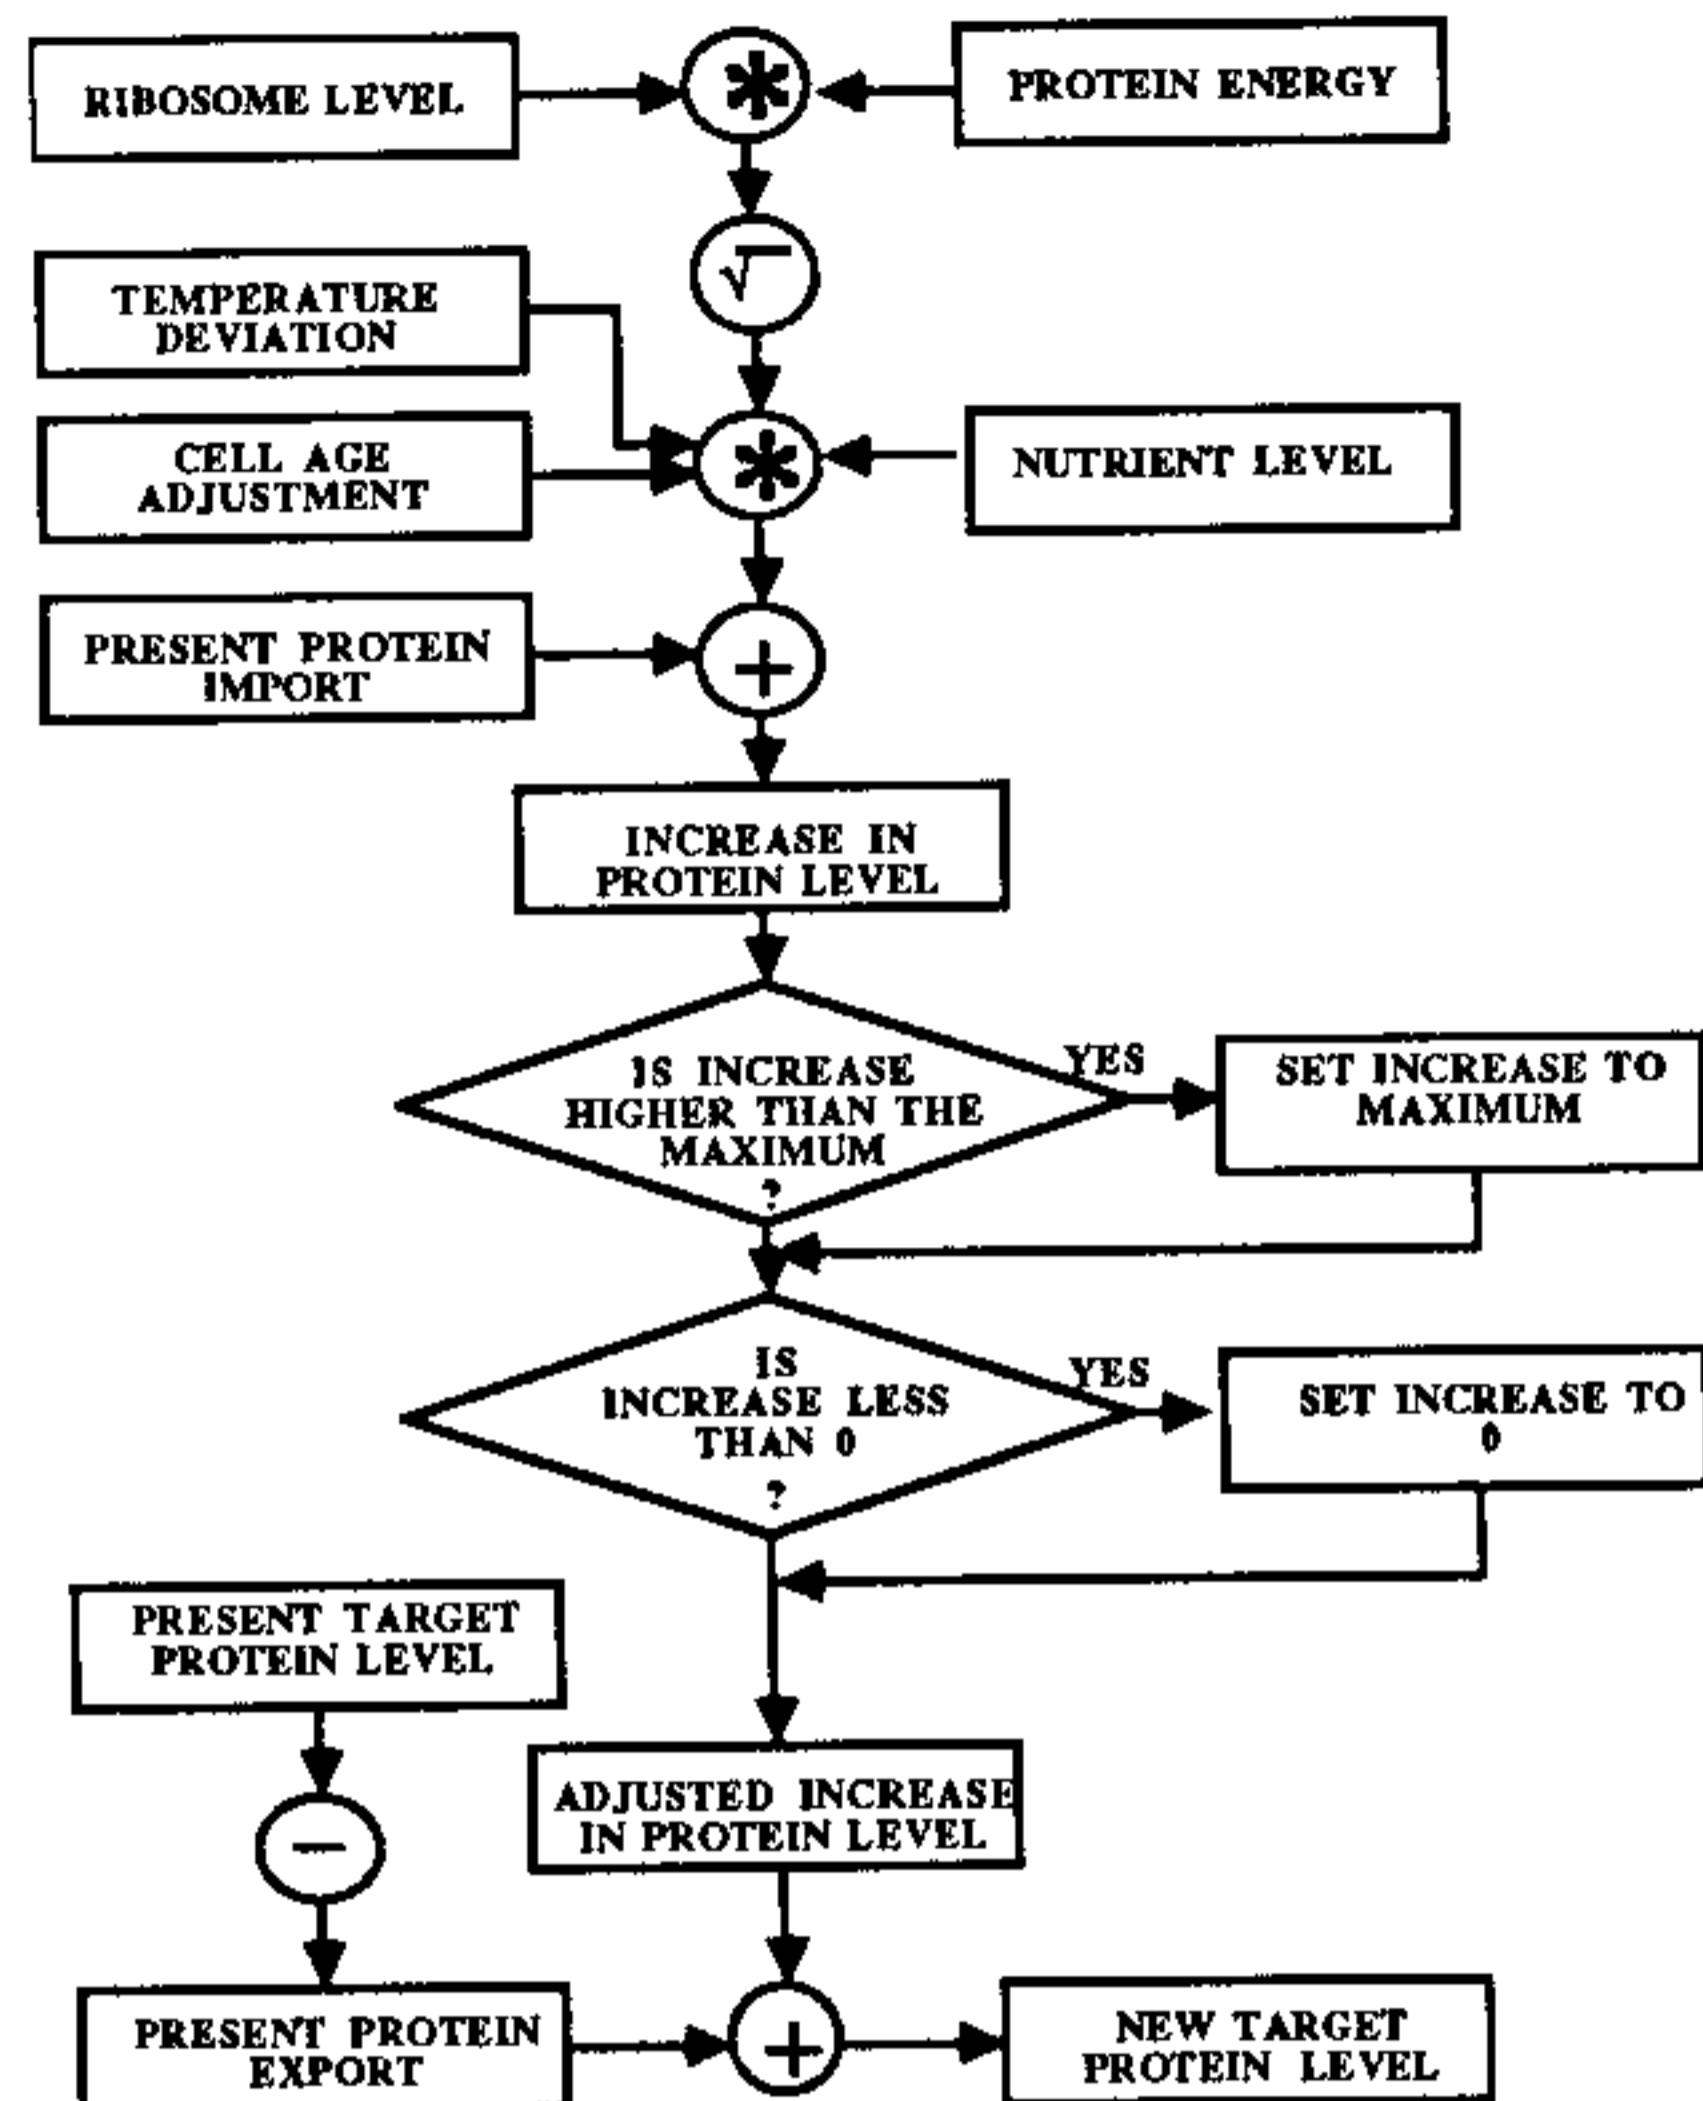 RIBOSOME LEVEL
*
PROTEIN ENERGY
√
TEMPERATURE
DEVIATION
CELL AGE
ADJUSTMENT
*
NUTRIENT LEVEL
PRESENT PROTEIN
IMPORT
+
INCREASE IN
PROTEIN LEVEL
IS INCREASE
HIGHER THAN THE
MAXIMUM
?
YES
SET INCREASE TO
MAXIMUM
IS
INCREASE LESS
THAN 0
?
YES
SET INCREASE TO
0
PRESENT TARGET
PROTEIN LEVEL
−
ADJUSTED INCREASE
IN PROTEIN LEVEL
PRESENT PROTEIN
EXPORT
+
NEW TARGET
PROTEIN LEVEL